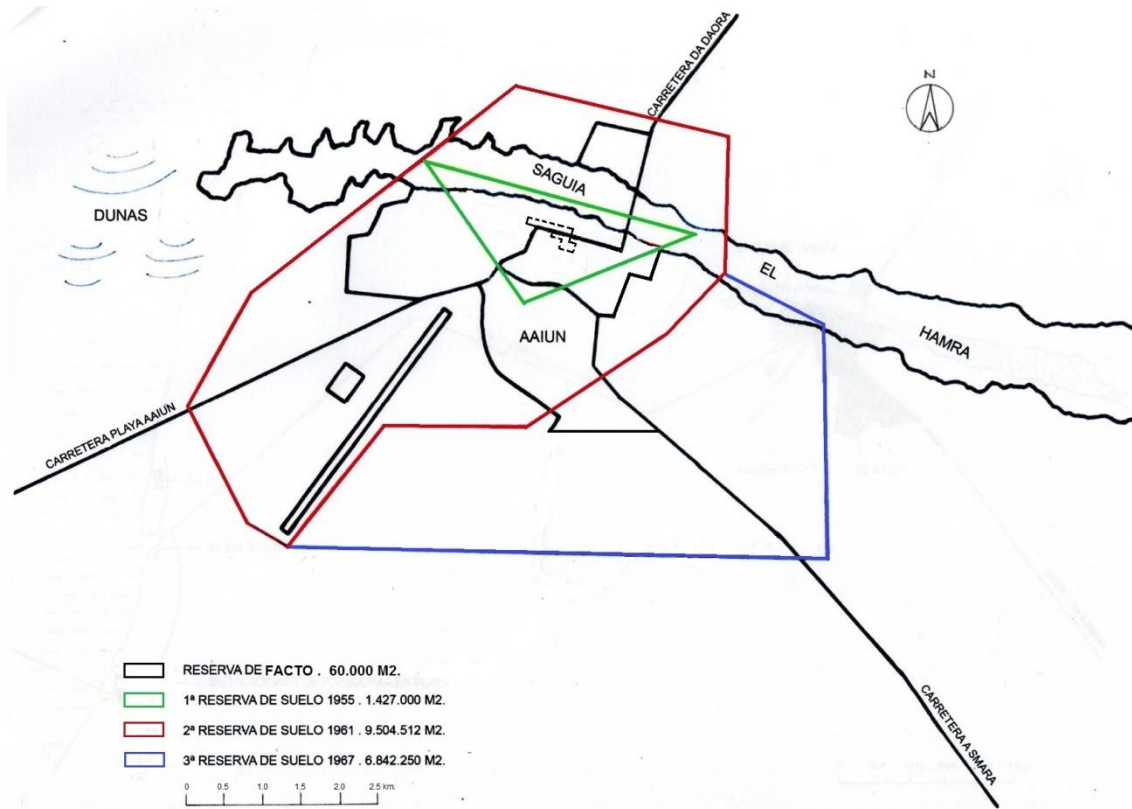 CARRETERA DA DAORA
N
SAGUIA
DUNAS
EL
HAMRA
AAIUN
CARRETERA PLAYA AAIUN
CARRETERA A SMARA
RESERVA DE FACTO . 60.000 M2.
1ª RESERVA DE SUELO 1955 . 1.427.000 M2.
2ª RESERVA DE SUELO 1961 . 9.504.512 M2.
3ª RESERVA DE SUELO 1967 . 6.842.250 M2.
0 1.0 1.5 2.0 2.5 km.